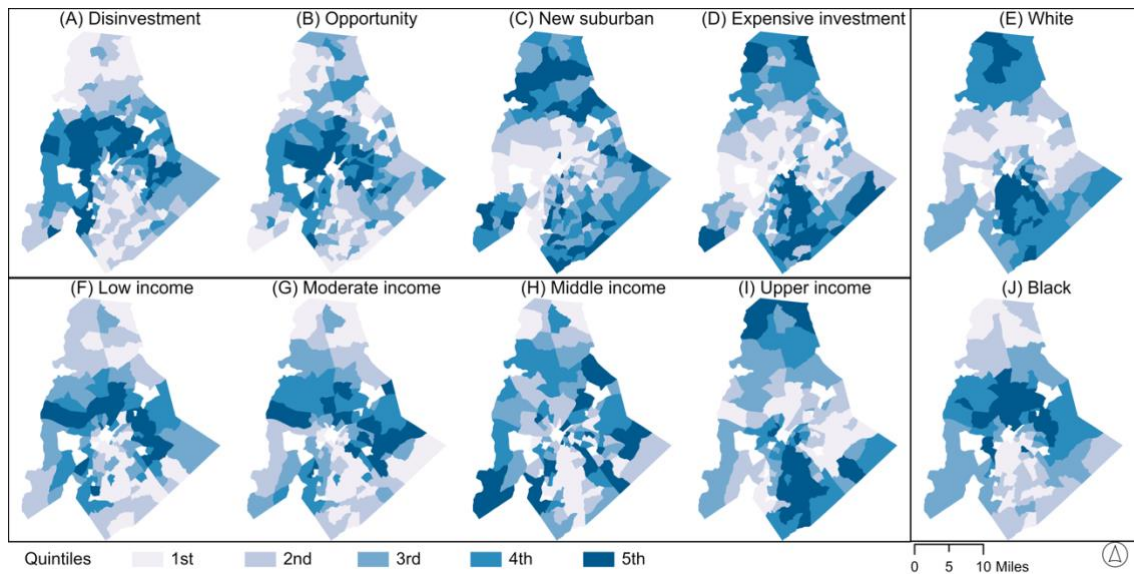 (A) Disinvestment
(B) Opportunity
(C) New suburban
(D) Expensive investment
(E) White
(F) Low income
(G) Moderate income
(H) Middle income
(I) Upper income
(J) Black
Quintiles 1st 2nd 3rd 4th 5th
0 5 10 Miles